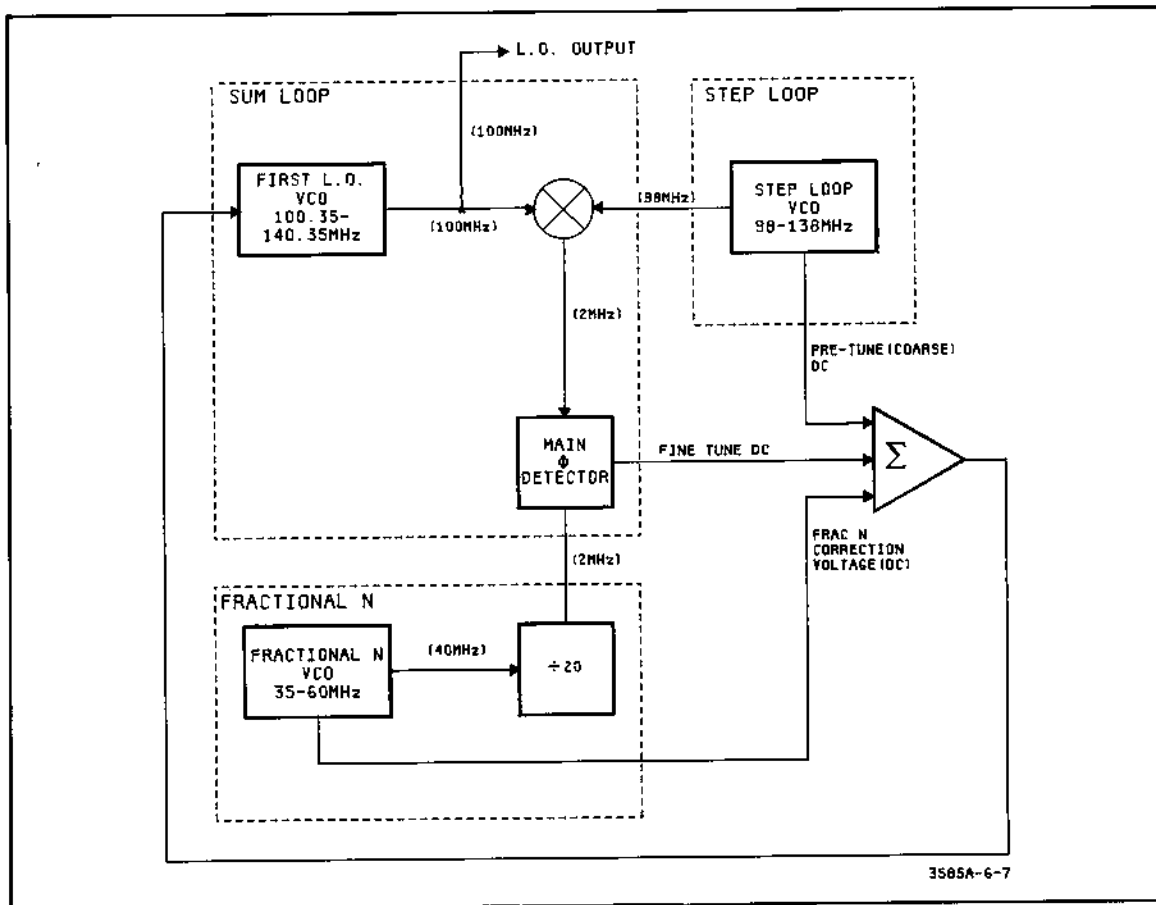 L.O. OUTPUT
SUM LOOP
STEP LOOP
(100MHz)
FIRST L.O.
VCO
100.35-
140.35MHz
(100MHz)
(98MHz)
STEP LOOP
VCO
98-138MHz
(2MHz)
PRE-TUNE(COARSE)
DC
MAIN
Φ
DETECTOR
FINE TUNE DC
Σ
FRAC N
CORRECTION
VOLTAGE(DC)
(2MHz)
FRACTIONAL N
FRACTIONAL N
VCO
35-60MHz
(40MHz)
÷20
3585A-6-7